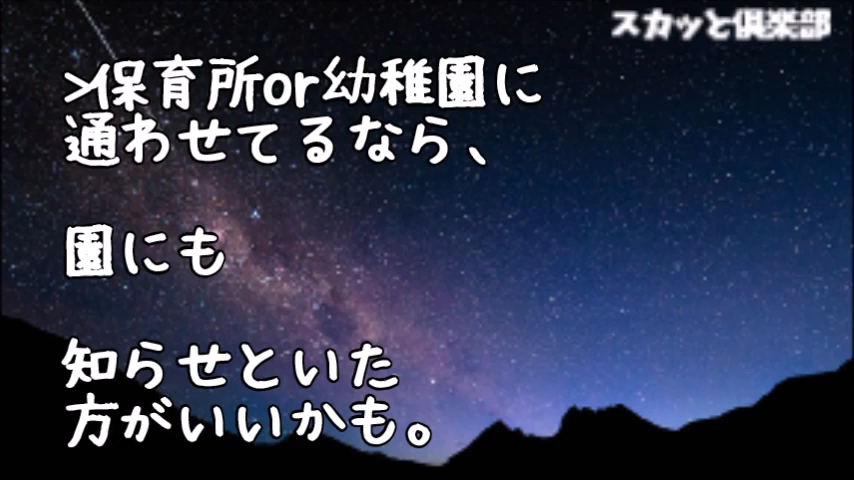 スカッと倶楽部
>保育所or幼稚園に
通わせてるなら、
園にも
知らせといた
方がいいかも。